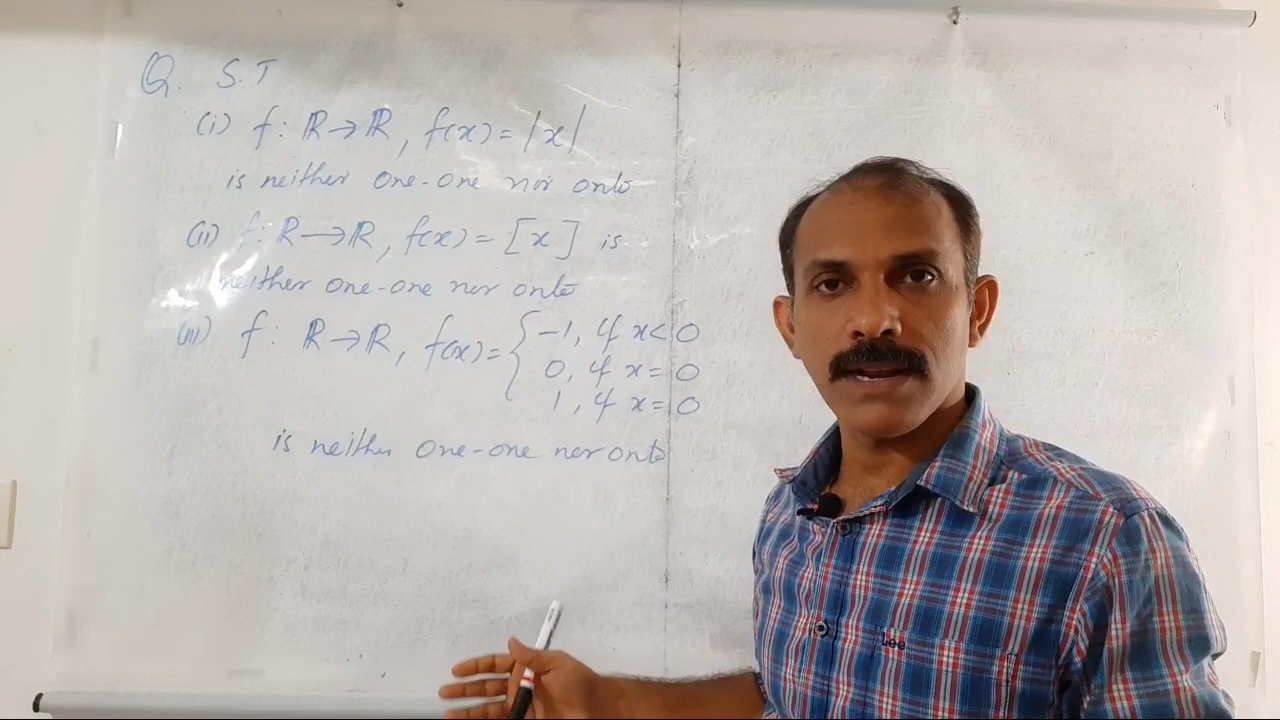 Q. S.T
(i) f: ℝ→ℝ, f(x)=|x|
is neither one-one nor onto
(ii) f: R→R, f(x)=[x] is
neither one-one nor onto
(iii) f: ℝ→ℝ, f(x)= { -1, if x<0
0, if x=0
1, if x=0
is neither one-one nor onto
Lee